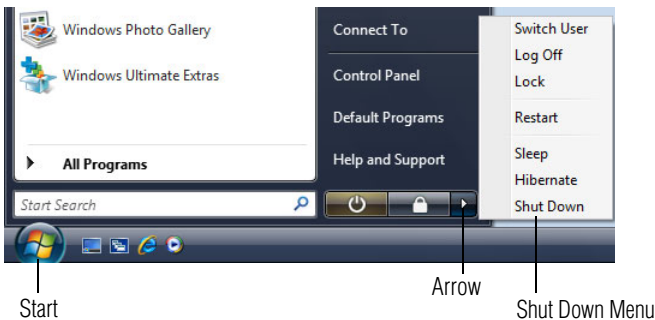 Windows Photo Gallery
Windows Ultimate Extras
All Programs
Start Search
Connect To
Control Panel
Default Programs
Help and Support
Switch User
Log Off
Lock
Restart
Sleep
Hibernate
Shut Down
Start
Arrow
Shut Down Menu